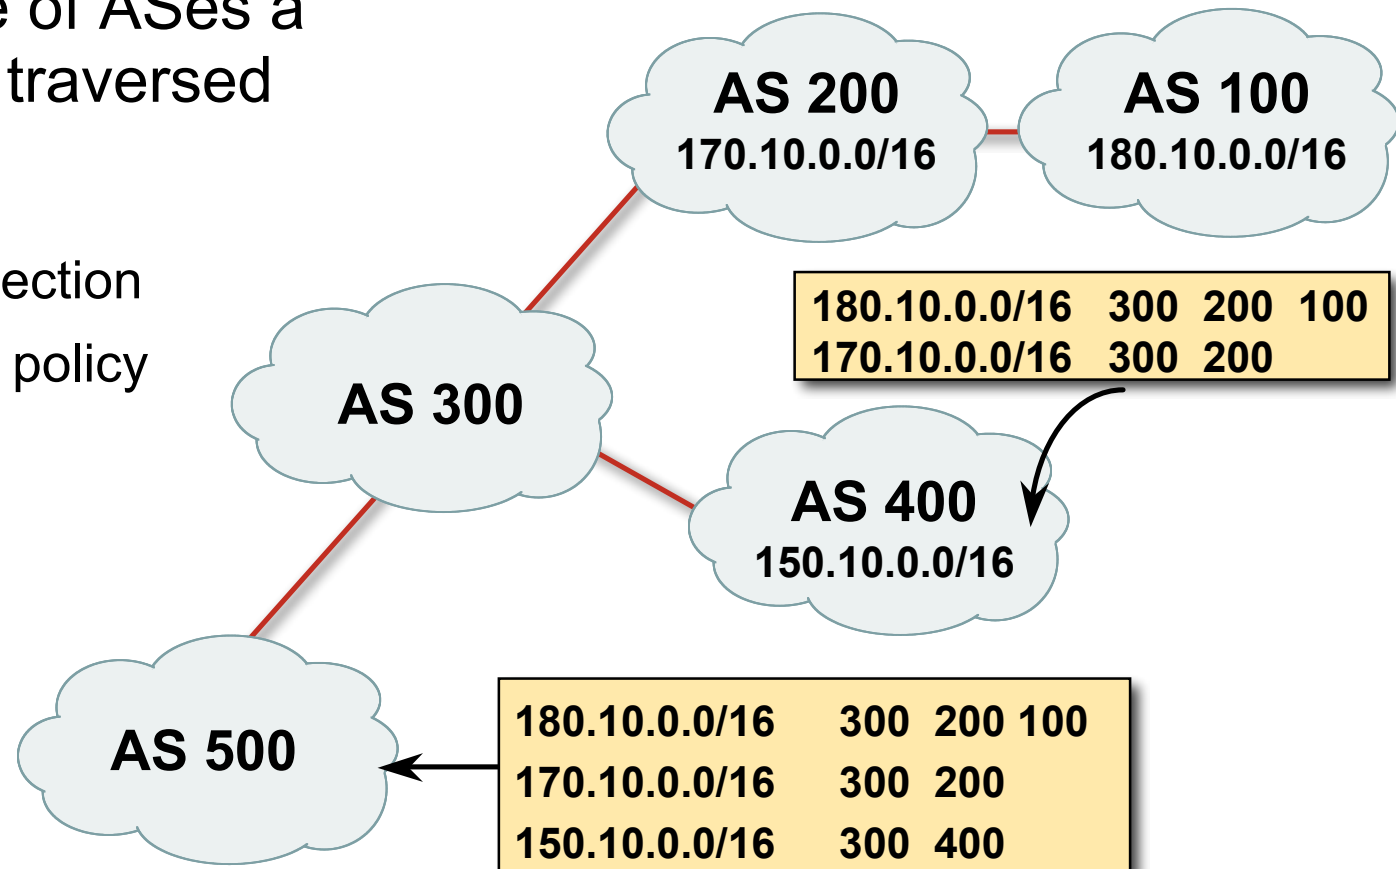 e of ASes a
traversed
ection
policy
AS 200
170.10.0.0/16
AS 100
180.10.0.0/16
180.10.0.0/16 300 200 100
170.10.0.0/16 300 200
AS 300
AS 400
150.10.0.0/16
AS 500
180.10.0.0/16 300 200 100
170.10.0.0/16 300 200
150.10.0.0/16 300 400